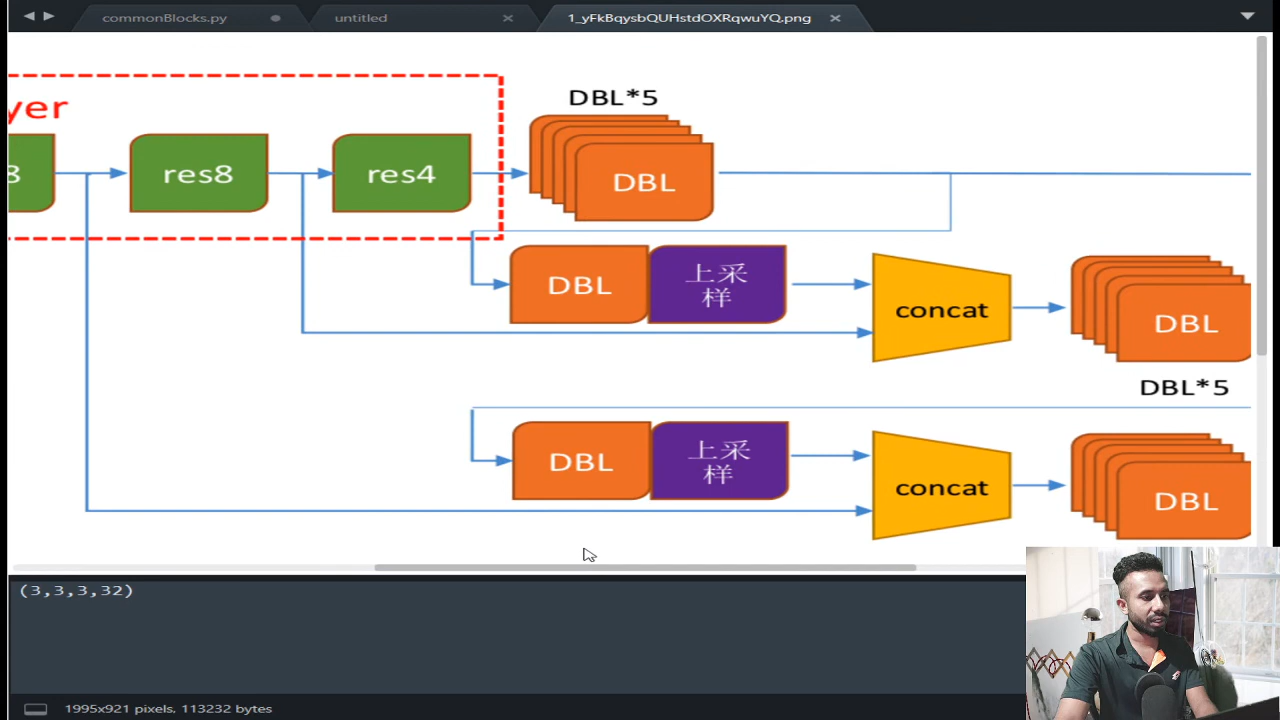 commonBlocks.py
untitled
1_yFkBqysbQUHstdOXRqwuYQ.png
yer
DBL*5
8
res8
res4
DBL
DBL
上采
样
concat
DBL
DBL*5
DBL
上采
样
concat
DBL
(3,3,3,32)
1995x921 pixels, 113232 bytes